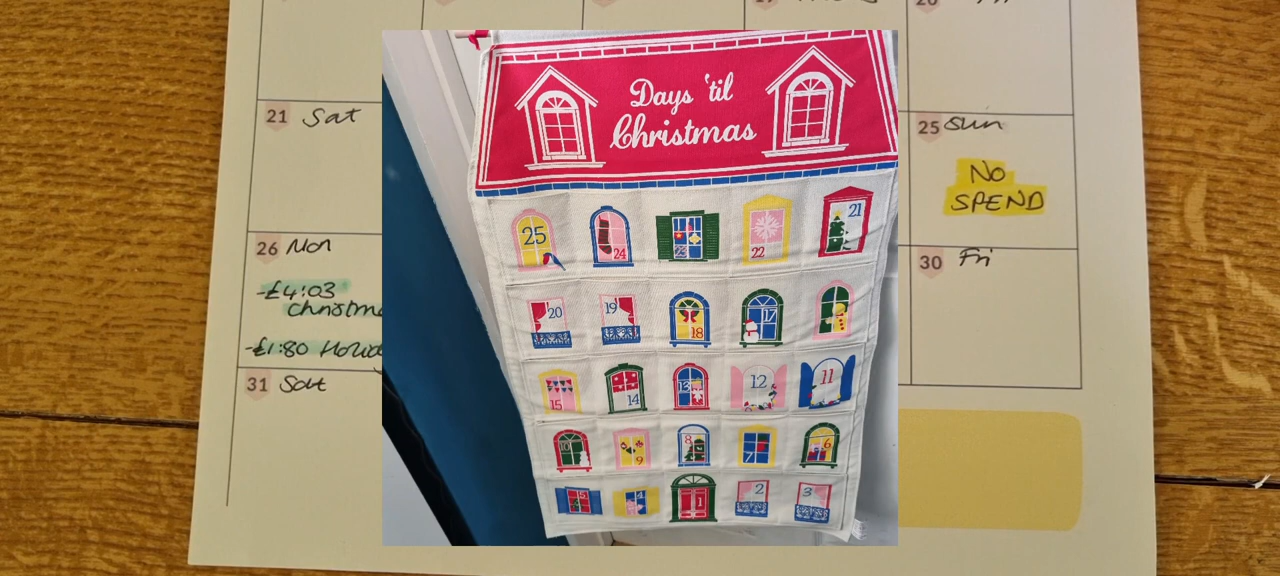 20
21 Sat
25 Sun
NO
SPEND
26 Mon
-£4:03
-£1:80
30 Fri
31 Sat
Days 'til
Christmas
25 24 23 22 21
20 19 18 17
15 14 13 12 11
10 9 8 7 6
5 4 1 2 3